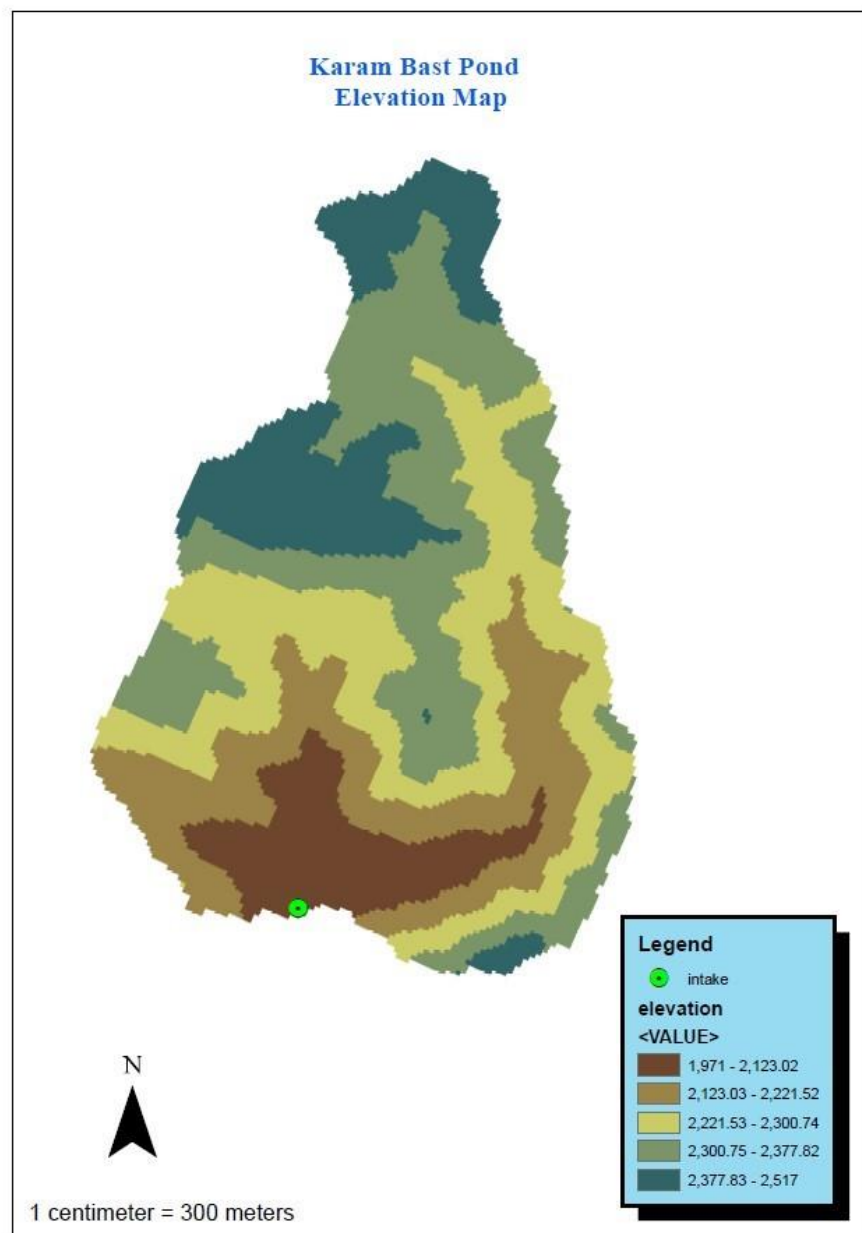 Karam Bast Pond
Elevation Map
Legend
intake
elevation
<VALUE>
1,971 - 2,123.02
2,123.03 - 2,221.52
2,221.53 - 2,300.74
2,300.75 - 2,377.82
2,377.83 - 2,517
N
1 centimeter = 300 meters